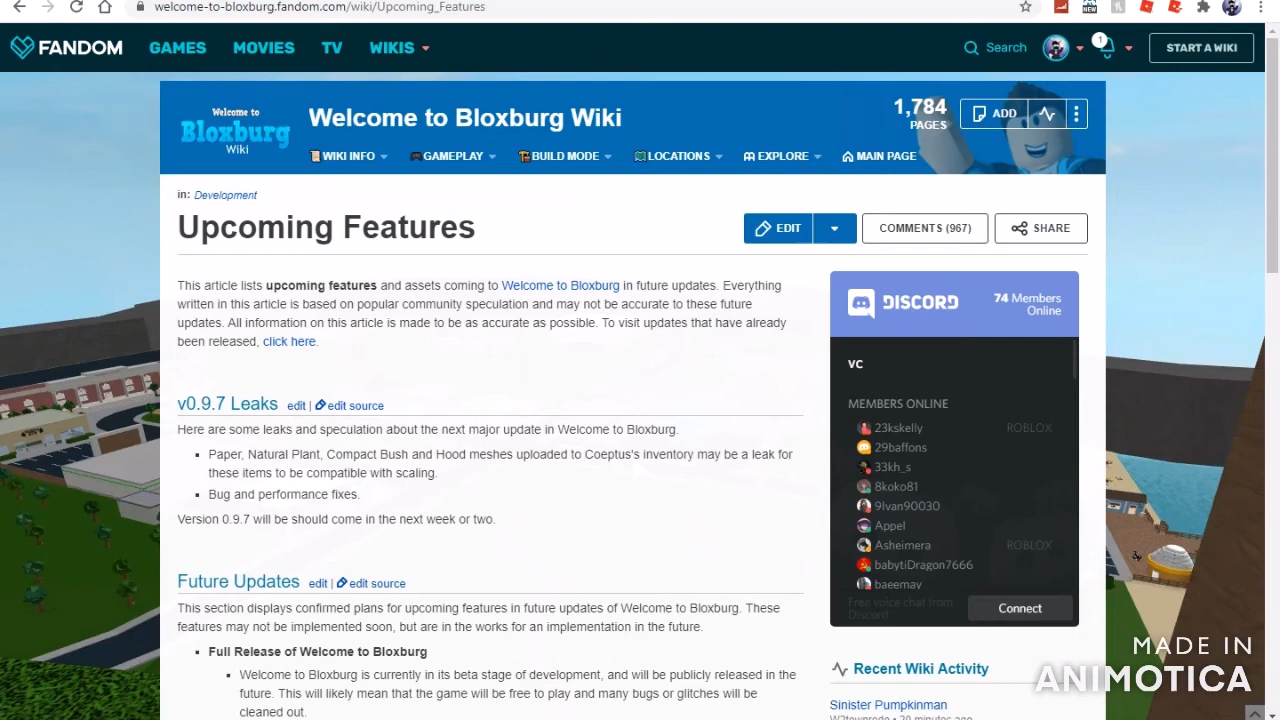 welcome-to-bloxburg.fandom.com/wiki/Upcoming_Features
NEW
FANDOM
GAMES
MOVIES
TV
WIKIS
Search
1
START A WIKI
Welcome to
Bloxburg
Wiki
Welcome to Bloxburg Wiki
1,784
PAGES
ADD
WIKI INFO
GAMEPLAY
BUILD MODE
LOCATIONS
EXPLORE
MAIN PAGE
in: Development
Upcoming Features
EDIT
COMMENTS (967)
SHARE
This article lists upcoming features and assets coming to Welcome to Bloxburg in future updates. Everything
written in this article is based on popular community speculation and may not be accurate to these future
updates. All information on this article is made to be as accurate as possible. To visit updates that have already
been released, click here.
v0.9.7 Leaks edit | edit source
Here are some leaks and speculation about the next major update in Welcome to Bloxburg.
Paper, Natural Plant, Compact Bush and Hood meshes uploaded to Coeptus's inventory may be a leak for
these items to be compatible with scaling.
Bug and performance fixes.
Version 0.9.7 will be should come in the next week or two.
Future Updates edit | edit source
This section displays confirmed plans for upcoming features in future updates of Welcome to Bloxburg. These
features may not be implemented soon, but are in the works for an implementation in the future.
Full Release of Welcome to Bloxburg
Welcome to Bloxburg is currently in its beta stage of development, and will be publicly released in the
future. This will likely mean that the game will be free to play and many bugs or glitches will be
cleaned out.
DISCORD
74 Members
Online
VC
MEMBERS ONLINE
23kskelly ROBLOX
29baffons
33kh_s
8koko81
9Ivan90030
Appel
Asheimera ROBLOX
babytiDragon7666
baeemay
Free voice chat from
Discord
Connect
Recent Wiki Activity
Sinister Pumpkinman
W2townrode • 20 minutes ago
MADE IN
ANIMOTICA